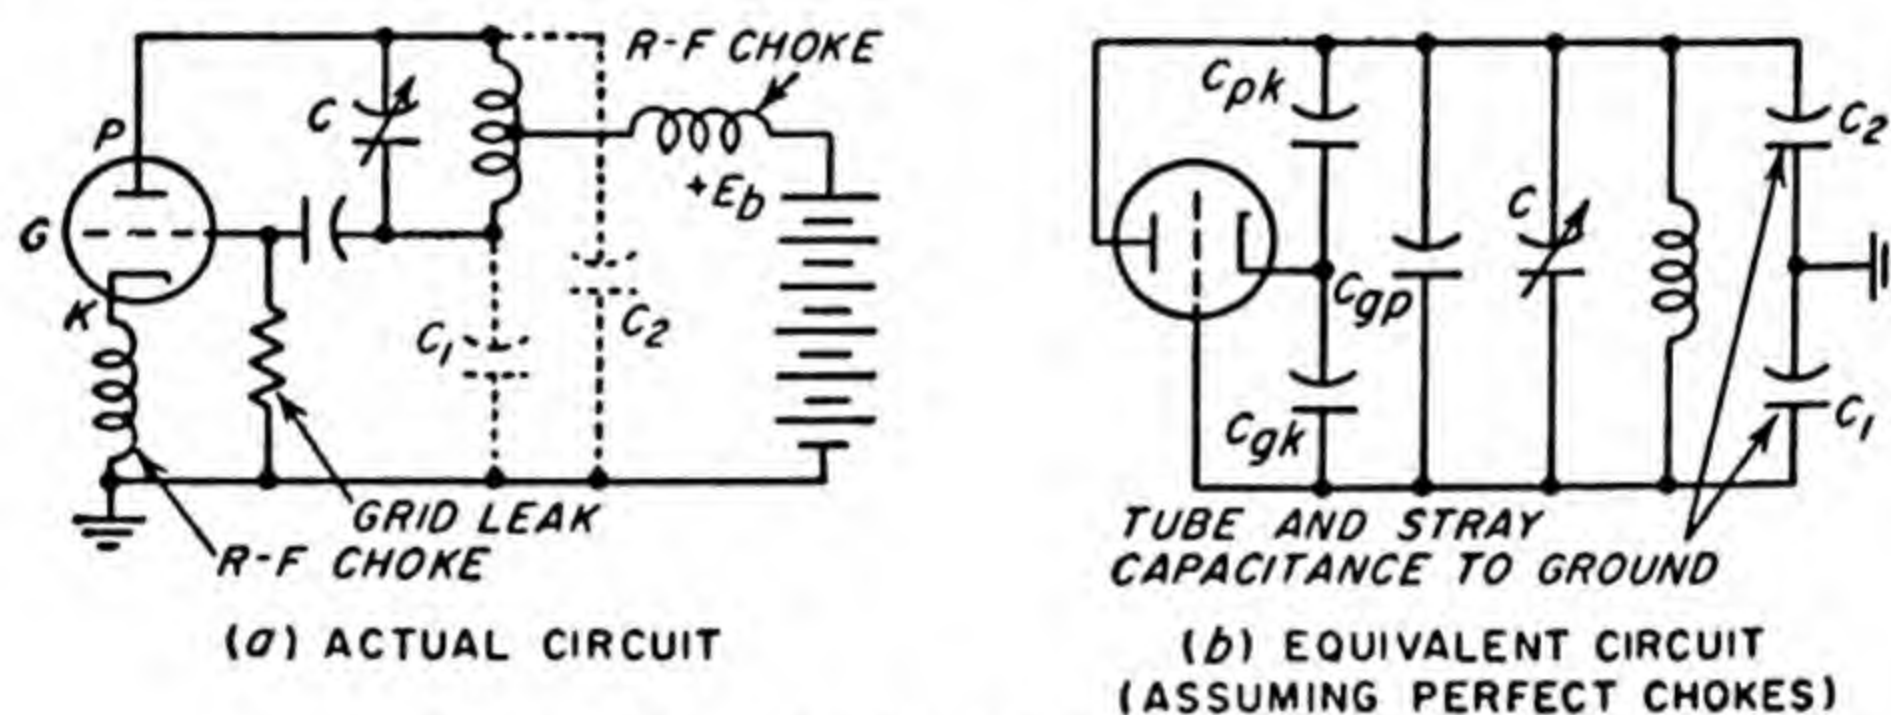 R-F CHOKE
P
C
+Eb
G
K
C1
C2
GRID LEAK
R-F CHOKE
(a) ACTUAL CIRCUIT
Cpk
C2
C
Cgp
Cgk
C1
TUBE AND STRAY
CAPACITANCE TO GROUND
(b) EQUIVALENT CIRCUIT
(ASSUMING PERFECT CHOKES)